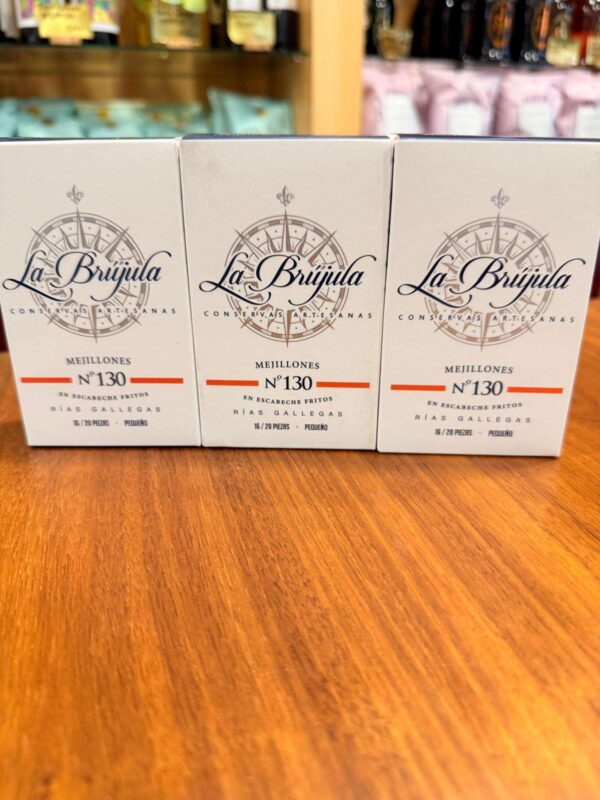 La Brújula
CONSERVAS ARTESANAS
MEJILLONES
Nº130
EN ESCABECHE FRITOS
RÍAS GALLEGAS
16/20 PIEZAS · PEQUEÑO
La Brújula
CONSERVAS ARTESANAS
MEJILLONES
Nº130
EN ESCABECHE FRITOS
RÍAS GALLEGAS
16/20 PIEZAS · PEQUEÑO
La Brújula
CONSERVAS ARTESANAS
MEJILLONES
Nº130
EN ESCABECHE FRITOS
RÍAS GALLEGAS
16/20 PIEZAS · PEQUEÑO